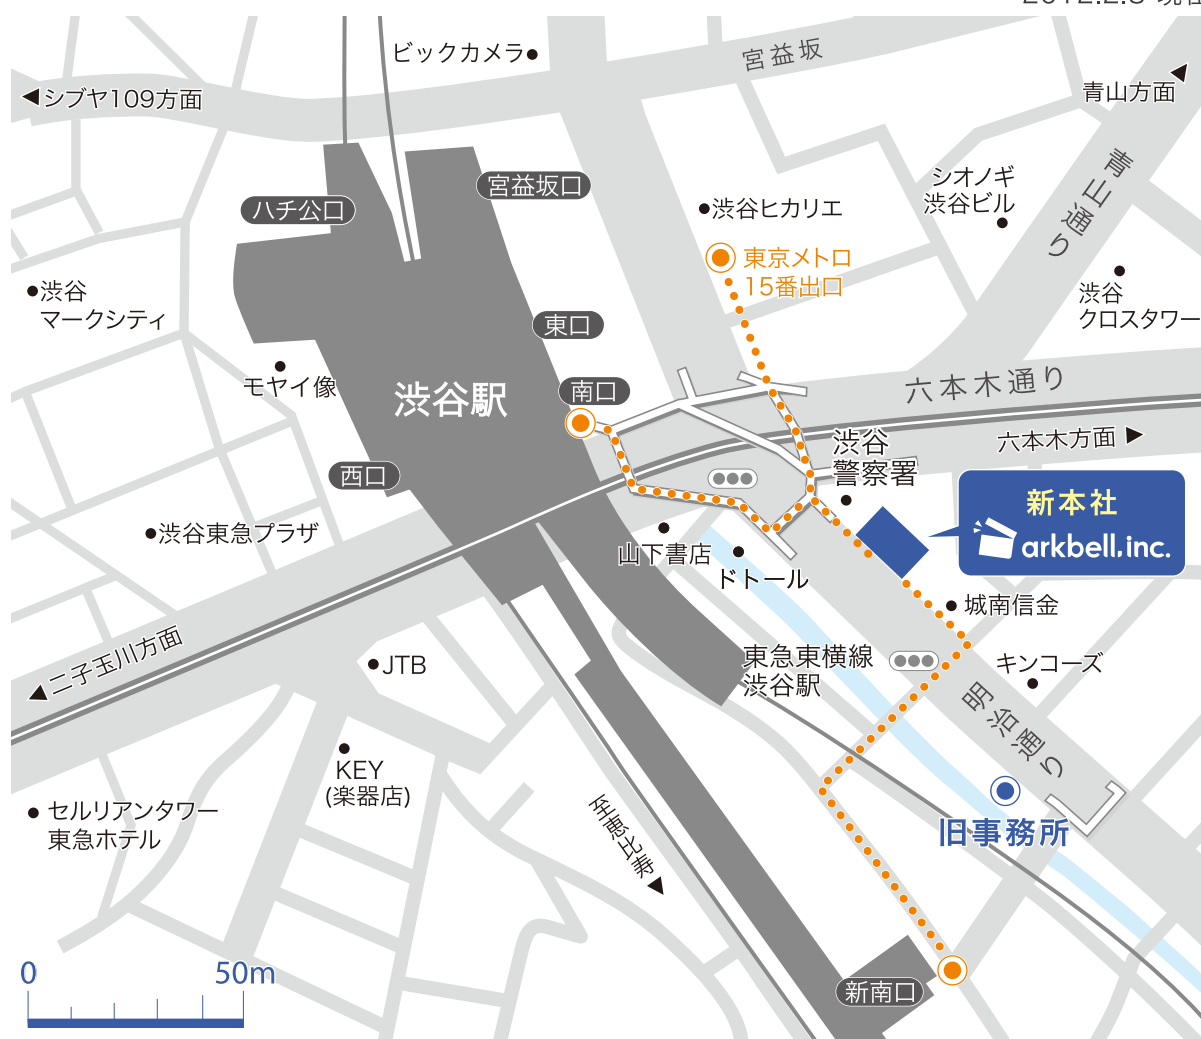 2012.2.8 現在
ビックカメラ
宮益坂
シブヤ109方面
青山方面
青山通り
宮益坂口
ハチ公口
シオノギ
渋谷ビル
渋谷ヒカリエ
東京メトロ
15番出口
渋谷
マークシティ
渋谷
クロスタワー
東口
モヤイ像
渋谷駅
南口
六本木通り
六本木方面
渋谷
警察署
西口
新本社
arkbell.inc.
渋谷東急プラザ
山下書店
ドトール
城南信金
二子玉川方面
JTB
東急東横線
渋谷駅
キンコーズ
明治通り
KEY
(楽器店)
セルリアンタワー
東急ホテル
至恵比寿
旧事務所
新南口
0
50m